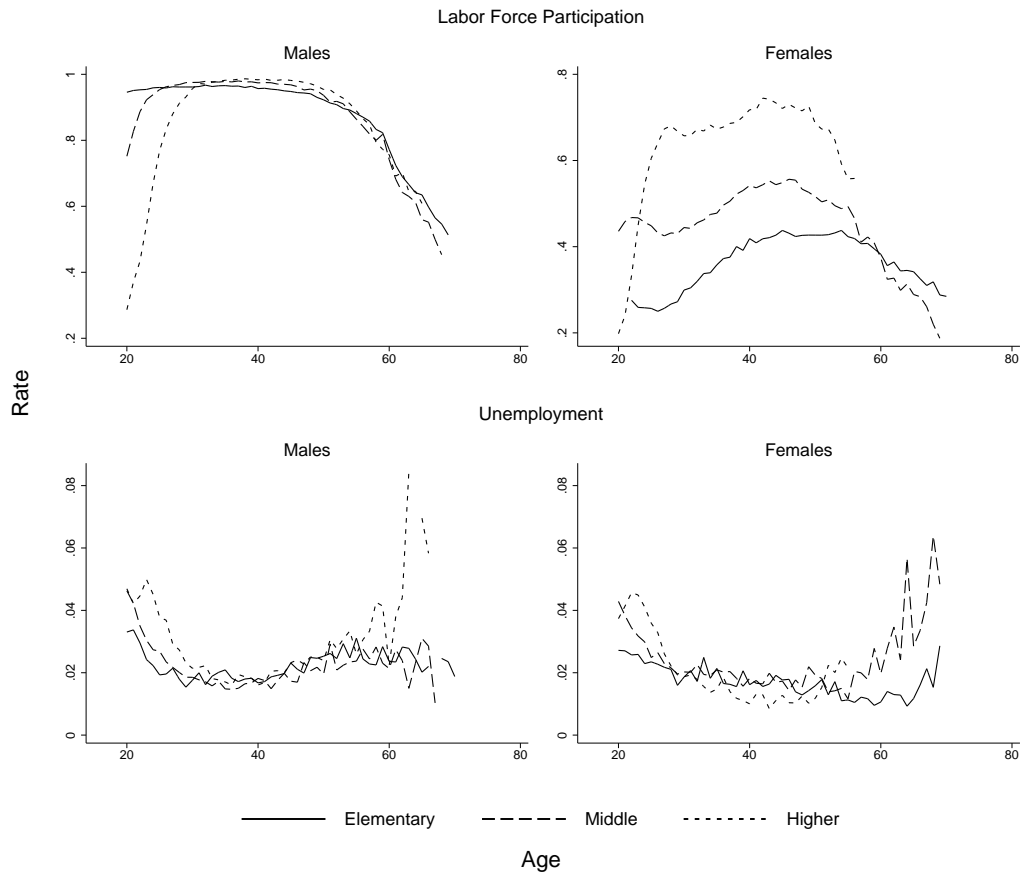 Labor Force Participation
Males
Females
1
.8
.6
.4
.2
20 40 60 80
.8
.6
.4
.2
20 40 60 80
Rate
Unemployment
Males
Females
.08
.06
.04
.02
0
20 40 60 80
.08
.06
.04
.02
0
20 40 60 80
Elementary Middle Higher
Age